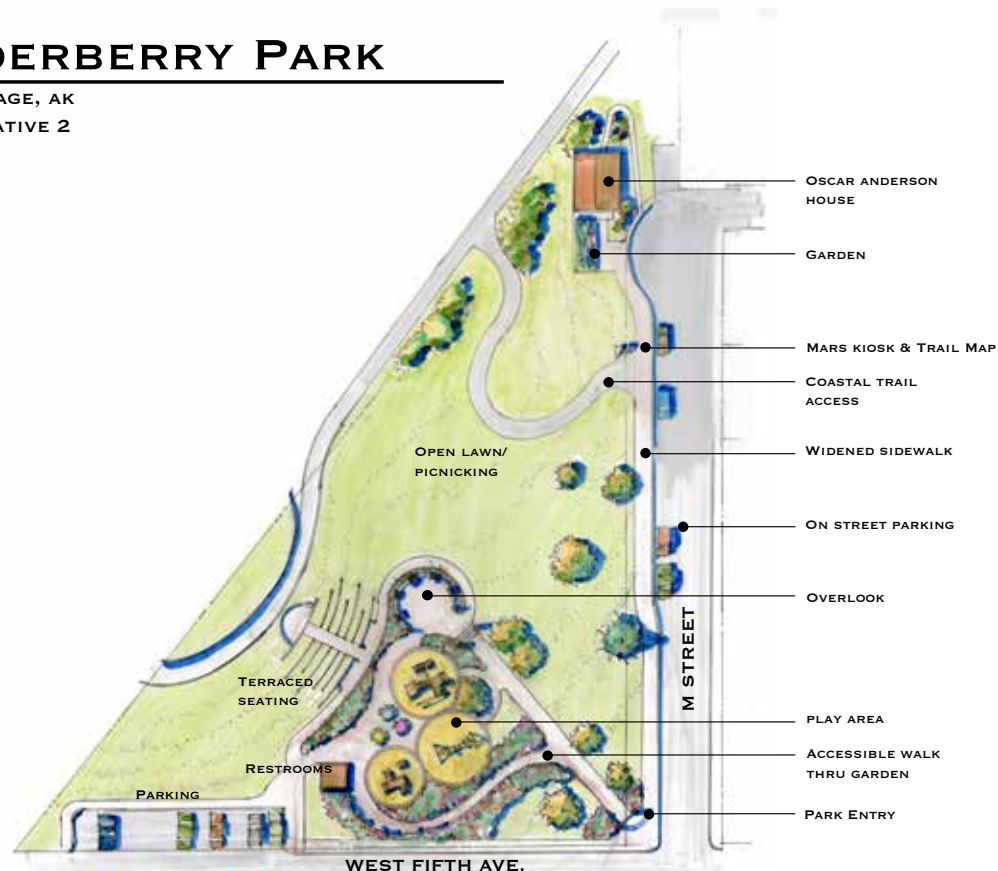 DERBERRY PARK
AGE, AK
ATIVE 2
OSCAR ANDERSON
HOUSE
GARDEN
MARS KIOSK & TRAIL MAP
COASTAL TRAIL
ACCESS
OPEN LAWN/
PICNICKING
WIDENED SIDEWALK
ON STREET PARKING
OVERLOOK
M STREET
TERRACED
SEATING
PLAY AREA
ACCESSIBLE WALK
THRU GARDEN
RESTROOMS
PARKING
PARK ENTRY
WEST FIFTH AVE.